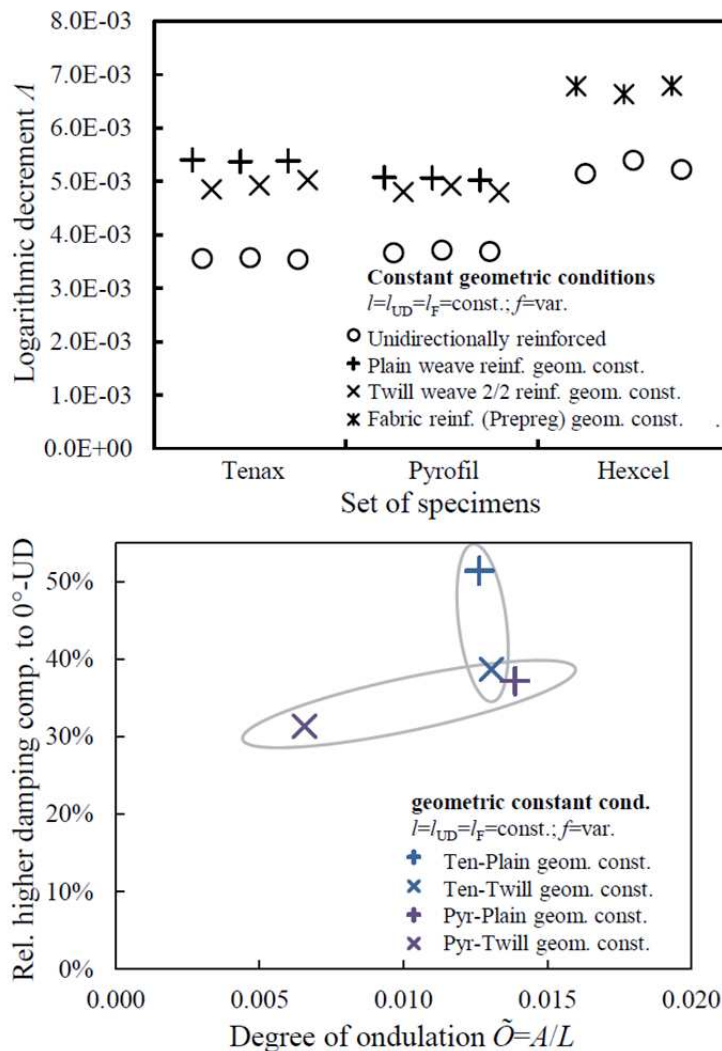 8.0E-03
7.0E-03
6.0E-03
5.0E-03
4.0E-03
3.0E-03
2.0E-03
1.0E-03
0.0E+00
Logarithmic decrement Λ
Constant geometric conditions
l=lUD=lF=const.; f=var.
Unidirectionally reinforced
Plain weave reinf. geom. const.
Twill weave 2/2 reinf. geom. const.
Fabric reinf. (Prepreg) geom. const.
Tenax Pyrofil Hexcel
Set of specimens
50%
40%
30%
20%
10%
0%
Rel. higher damping comp. to 0°-UD
geometric constant cond.
l=lUD=lF=const.; f=var.
Ten-Plain geom. const.
Ten-Twill geom. const.
Pyr-Plain geom. const.
Pyr-Twill geom. const.
0.000 0.005 0.010 0.015 0.020
Degree of ondulation Õ=A/L